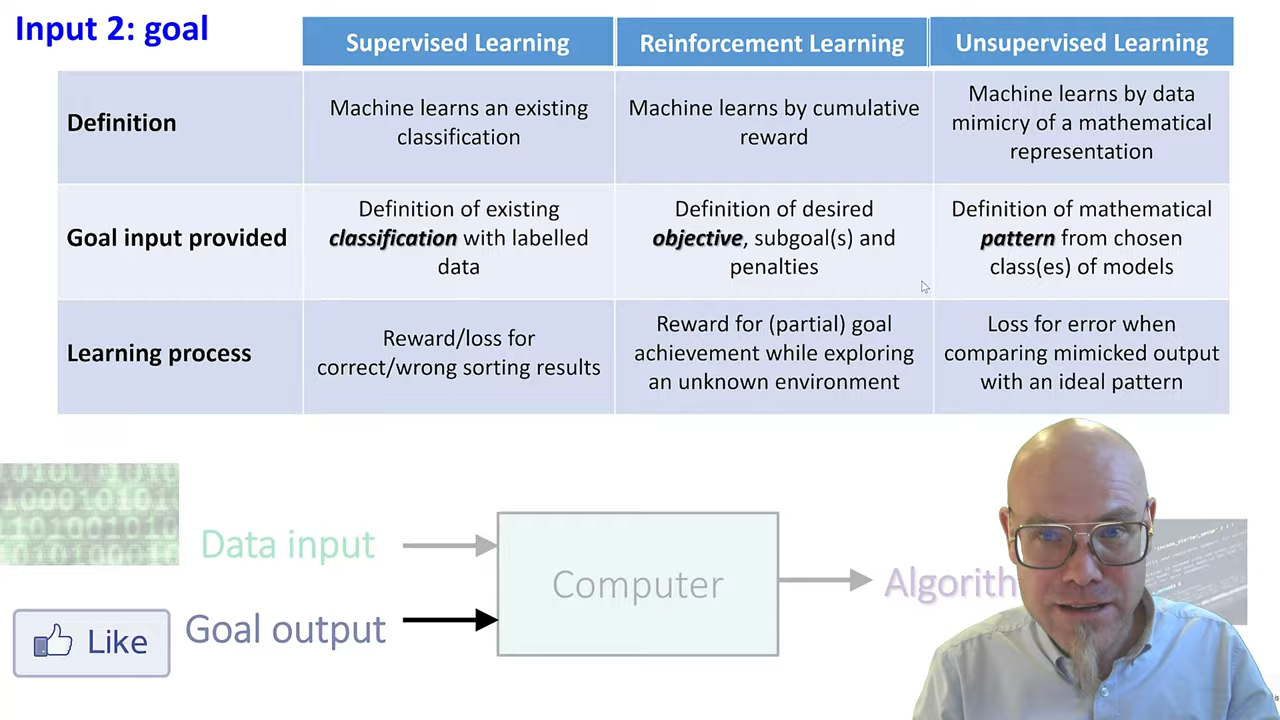 Input 2: goal
Supervised Learning
Reinforcement Learning
Unsupervised Learning
Definition
Machine learns an existing
classification
Machine learns by cumulative
reward
Machine learns by data
mimicry of a mathematical
representation
Goal input provided
Definition of existing
classification with labelled
data
Definition of desired
objective, subgoal(s) and
penalties
Definition of mathematical
pattern from chosen
class(es) of models
Learning process
Reward/loss for
correct/wrong sorting results
Reward for (partial) goal
achievement while exploring
an unknown environment
Loss for error when
comparing mimicked output
with an ideal pattern
Data input
Computer
Algorith
Like
Goal output